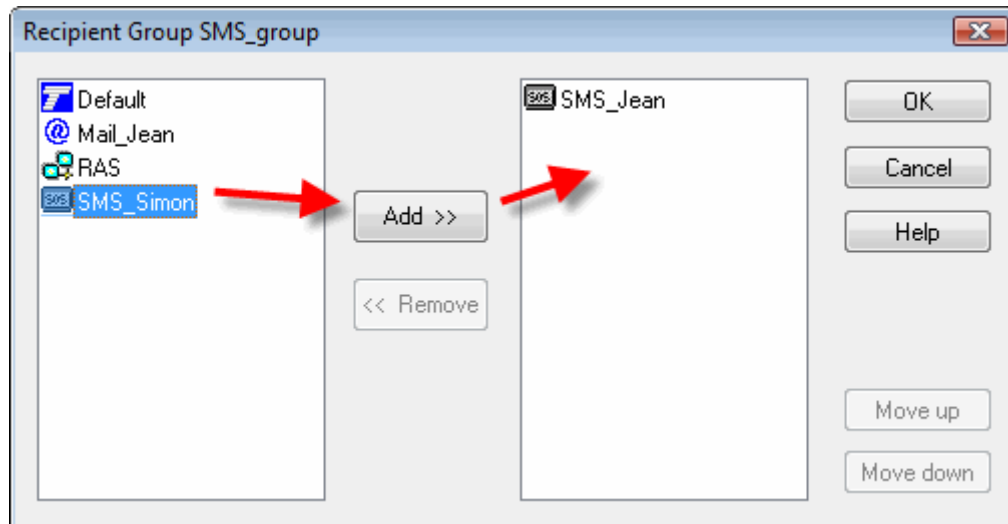 Recipient Group SMS_group
Default
Mail_Jean
RAS
SMS_Simon
Add >>
<< Remove
SMS_Jean
OK
Cancel
Help
Move up
Move down